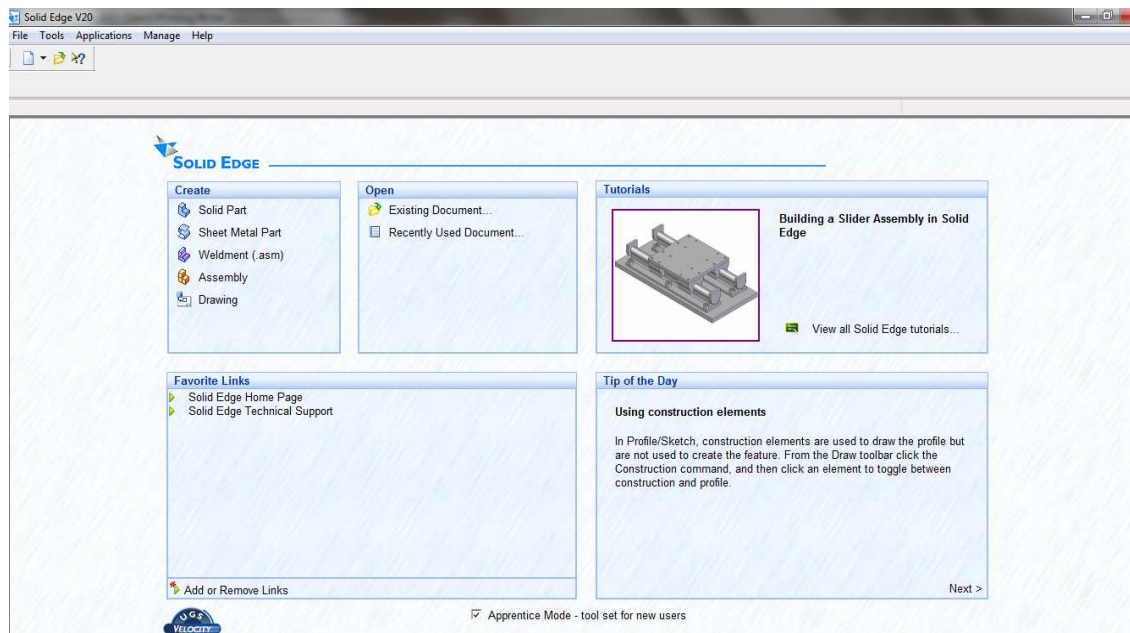 Solid Edge V20
File Tools Applications Manage Help
SOLID EDGE
Create
Solid Part
Sheet Metal Part
Weldment (.asm)
Assembly
Drawing
Open
Existing Document...
Recently Used Document...
Tutorials
Building a Slider Assembly in Solid
Edge
View all Solid Edge tutorials...
Favorite Links
Solid Edge Home Page
Solid Edge Technical Support
Add or Remove Links
Tip of the Day
Using construction elements
In Profile/Sketch, construction elements are used to draw the profile but
are not used to create the feature. From the Draw toolbar click the
Construction command, and then click an element to toggle between
construction and profile.
Next >
UGS
VELOCITY
Apprentice Mode - tool set for new users